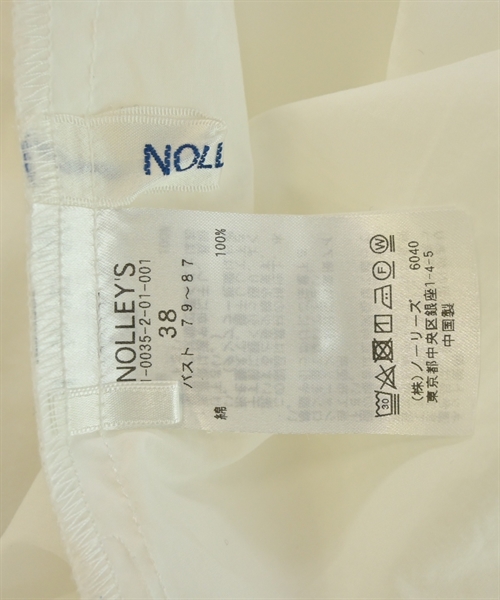 NOLL
NOLLEY'S
1-0035-2-01-001
38
バスト 79～87
綿 100%
30
F W
6040
(株)ノーリーズ
東京都中央区銀座1-4-5
中国製